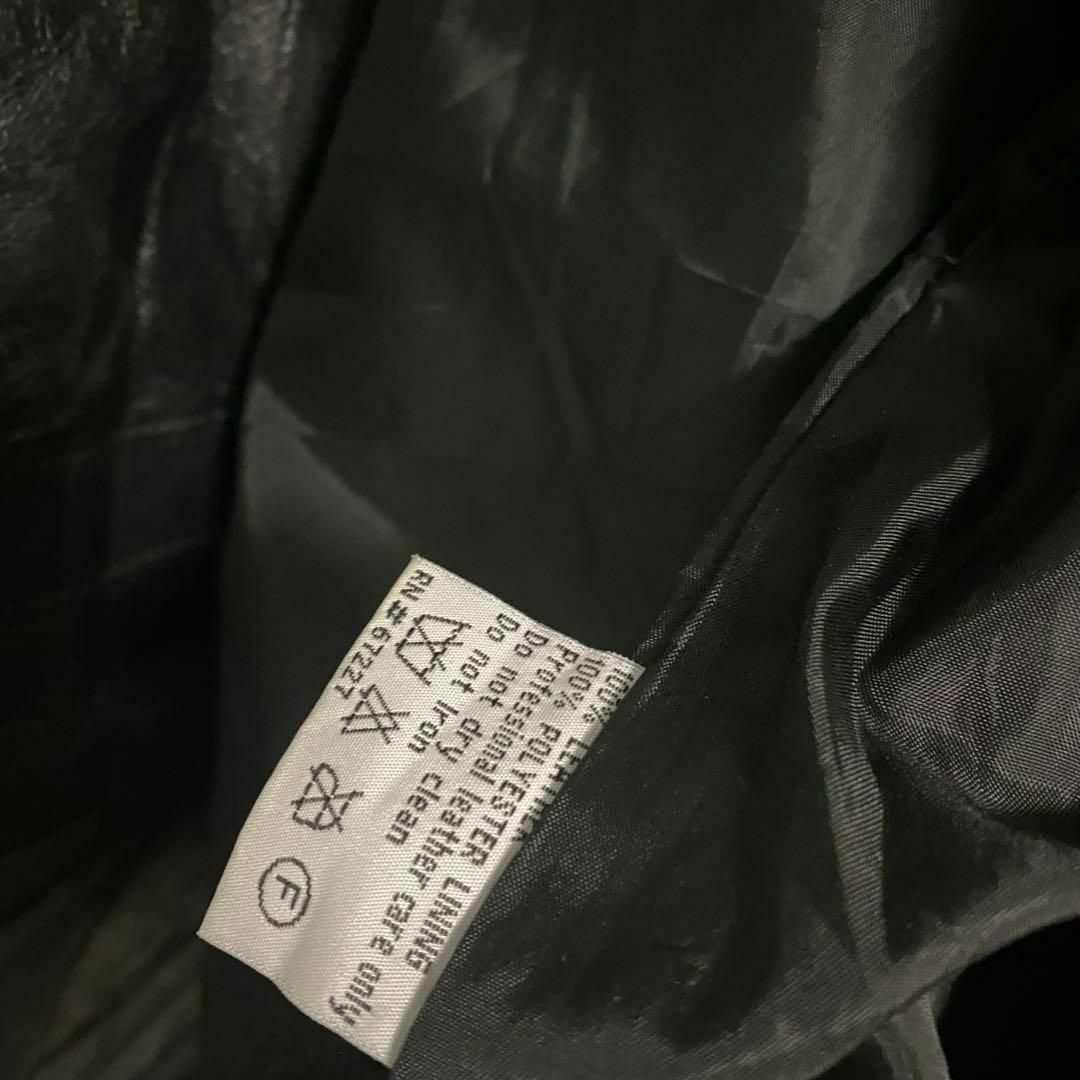 100% LEATHER
100% POLYESTER LINING
Professional leather care only
Do not dry clean
Do not Iron
RN # 67227
F